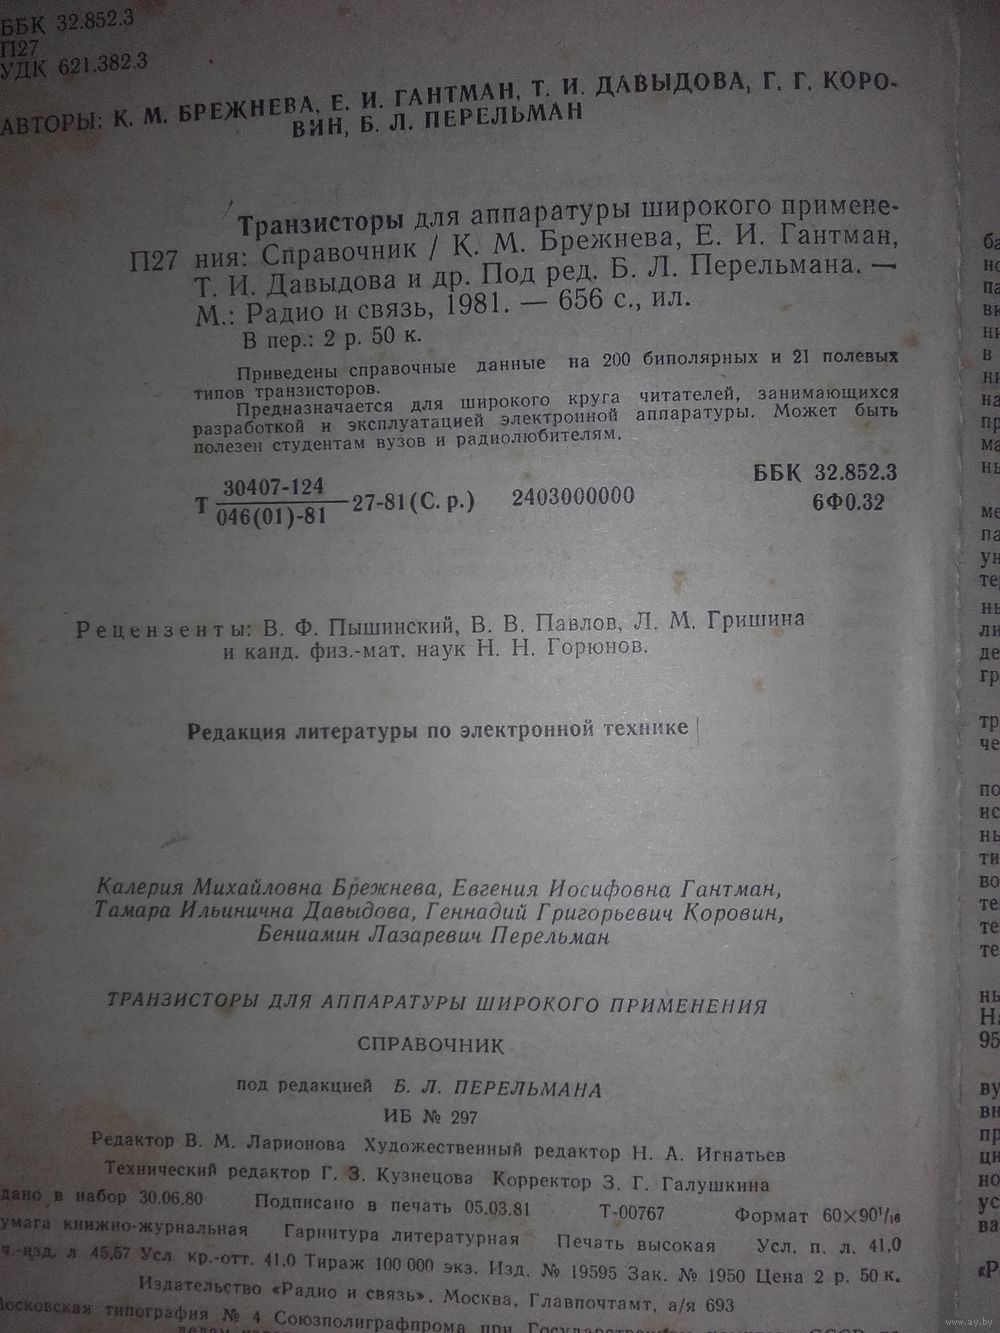 ББК 32.852.3
П27
УДК 621.382.3
АВТОРЫ: К. М. БРЕЖНЕВА, Е. И. ГАНТМАН, Т. И. ДАВЫДОВА, Г. Г. КОРО-
ВИН, Б. Л. ПЕРЕЛЬМАН
Транзисторы для аппаратуры широкого примене-
П27 ния: Справочник / К. М. Брежнева, Е. И. Гантман,
Т. И. Давыдова и др. Под ред. Б. Л. Перельмана. —
М.: Радио и связь, 1981. — 656 с., ил.
В пер.: 2 р. 50 к.
Приведены справочные данные на 200 биполярных и 21 полевых
типов транзисторов.
Предназначается для широкого круга читателей, занимающихся
разработкой и эксплуатацией электронной аппаратуры. Может быть
полезен студентам вузов и радиолюбителям.
Т 30407-124
046(01)-81 27-81 (С. р.) 2403000000
ББК 32.852.3
6Ф0.32
Рецензенты: В. Ф. Пышинский, В. В. Павлов, Л. М. Гришина
и канд. физ.-мат. наук Н. Н. Горюнов.
Редакция литературы по электронной технике
Калерия Михайловна Брежнева, Евгения Иосифовна Гантман,
Тамара Ильинична Давыдова, Геннадий Григорьевич Коровин,
Бениамин Лазаревич Перельман
ТРАНЗИСТОРЫ ДЛЯ АППАРАТУРЫ ШИРОКОГО ПРИМЕНЕНИЯ
СПРАВОЧНИК
под редакцией Б. Л. ПЕРЕЛЬМАНА
ИБ № 297
Редактор В. М. Ларионова Художественный редактор Н. А. Игнатьев
Технический редактор Г. З. Кузнецова Корректор З. Г. Галушкина
дано в набор 30.06.80 Подписано в печать 05.03.81 Т-00767 Формат 60×90¹/₁₆
умага книжно-журнальная Гарнитура литературная Печать высокая Усл. п. л. 41,0
ч.-изд. л 45,57 Усл кр.-отт. 41,0 Тираж 100 000 экз. Изд. № 19595 Зак. № 1950 Цена 2 р. 50 к.
Издательство «Радио и связь». Москва, Главпочтамт, а/я 693
Московская типография № 4 Союзполиграфпрома при
www.ay.by